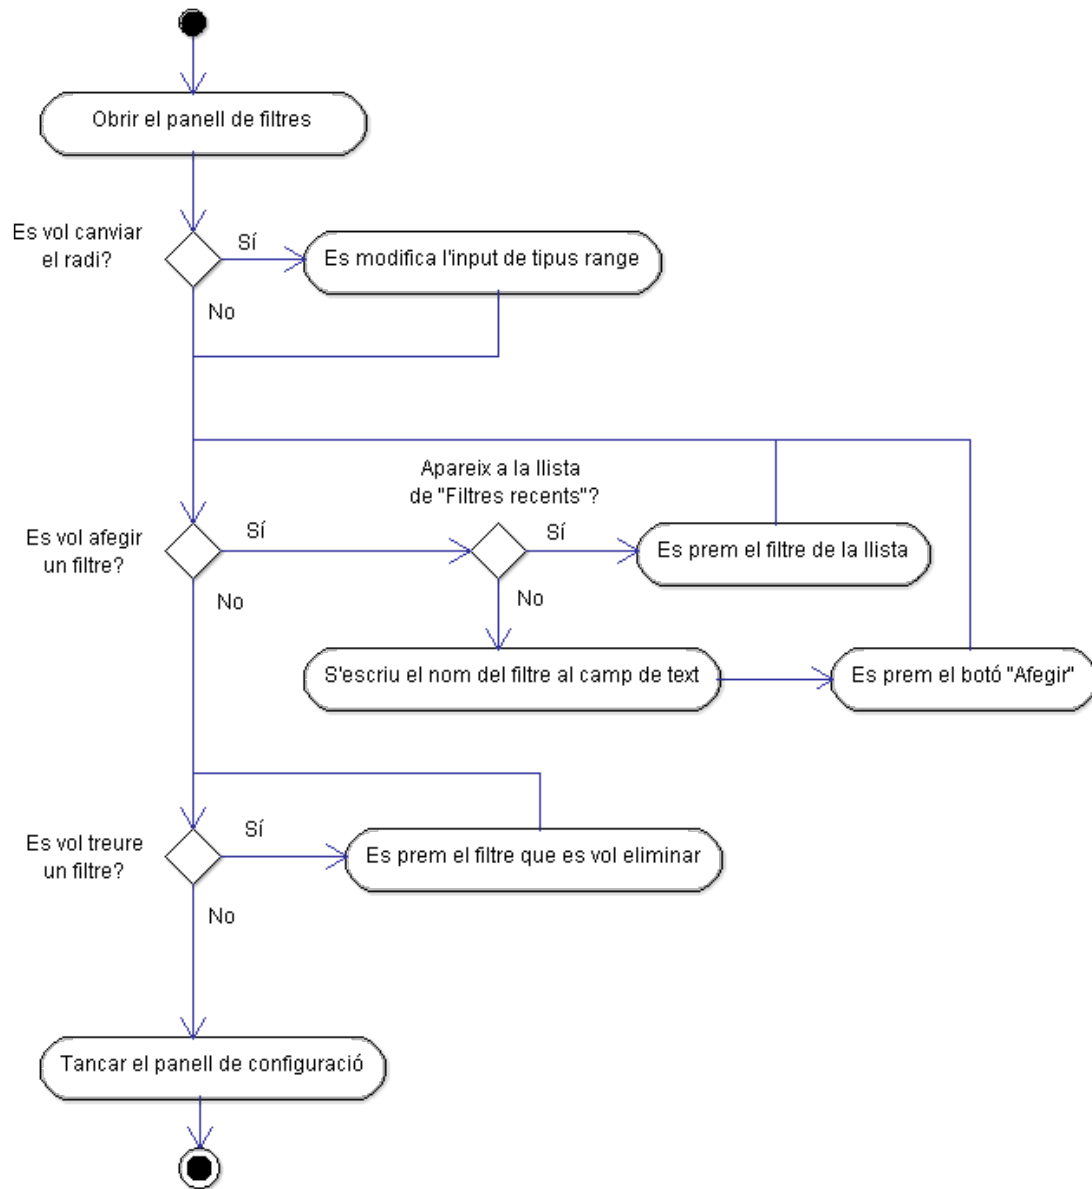 Obrir el panell de filtres
Es vol canviar
el radi?
Sí
Es modifica l'input de tipus range
No
Apareix a la llista
de "Filtres recents"?
Es vol afegir
un filtre?
Sí
Sí
Es prem el filtre de la llista
No
No
S'escriu el nom del filtre al camp de text
Es prem el botó "Afegir"
Es vol treure
un filtre?
Sí
Es prem el filtre que es vol eliminar
No
Tancar el panell de configuració